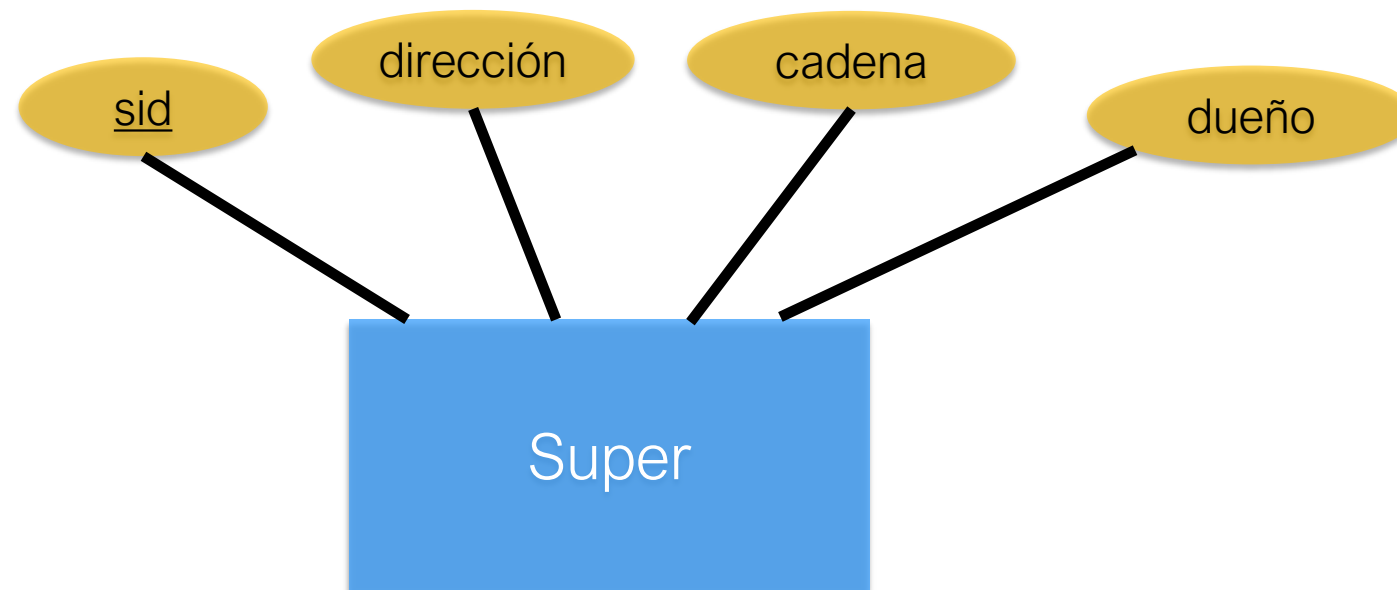 sid
dirección
cadena
dueño
Super